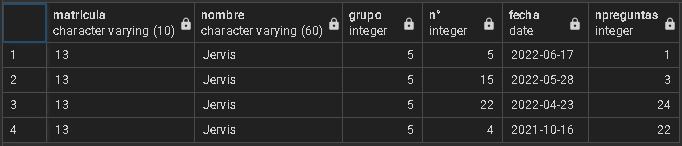 matricula nombre grupo n° fecha npreguntas
character varying (10) character varying (60) integer integer date integer
1 13 Jervis 5 5 2022-06-17 1
2 13 Jervis 5 15 2022-05-28 3
3 13 Jervis 5 22 2022-04-23 24
4 13 Jervis 5 4 2021-10-16 22